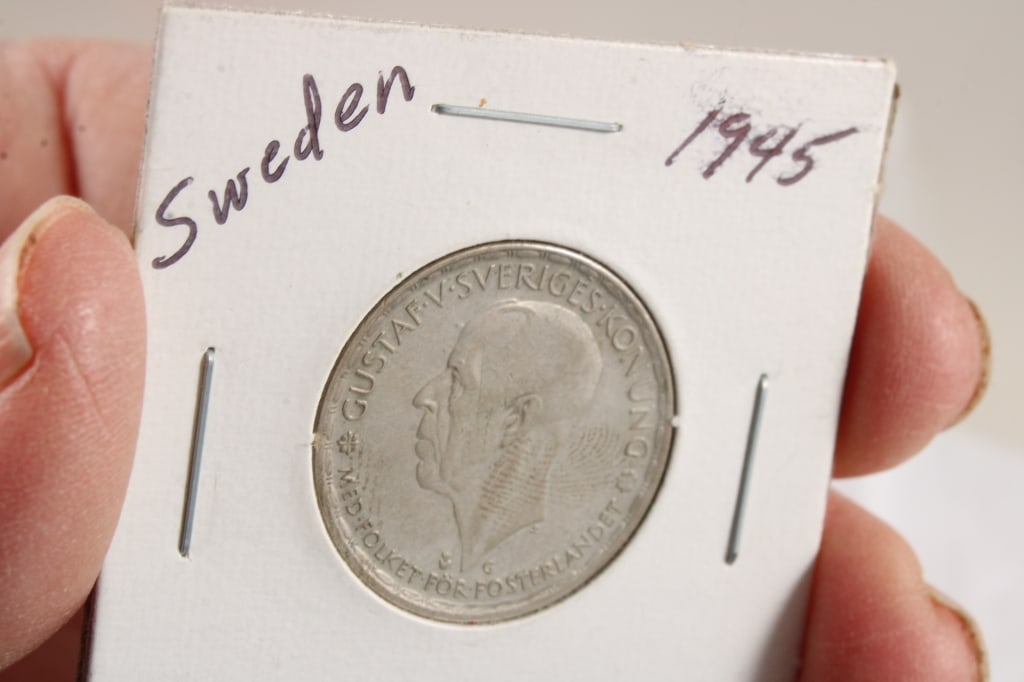 Sweden
1945
GUSTAF·V·SVERIGES·KONUNG
MED·FOLKET·FÖR·FOSTERLANDET
G